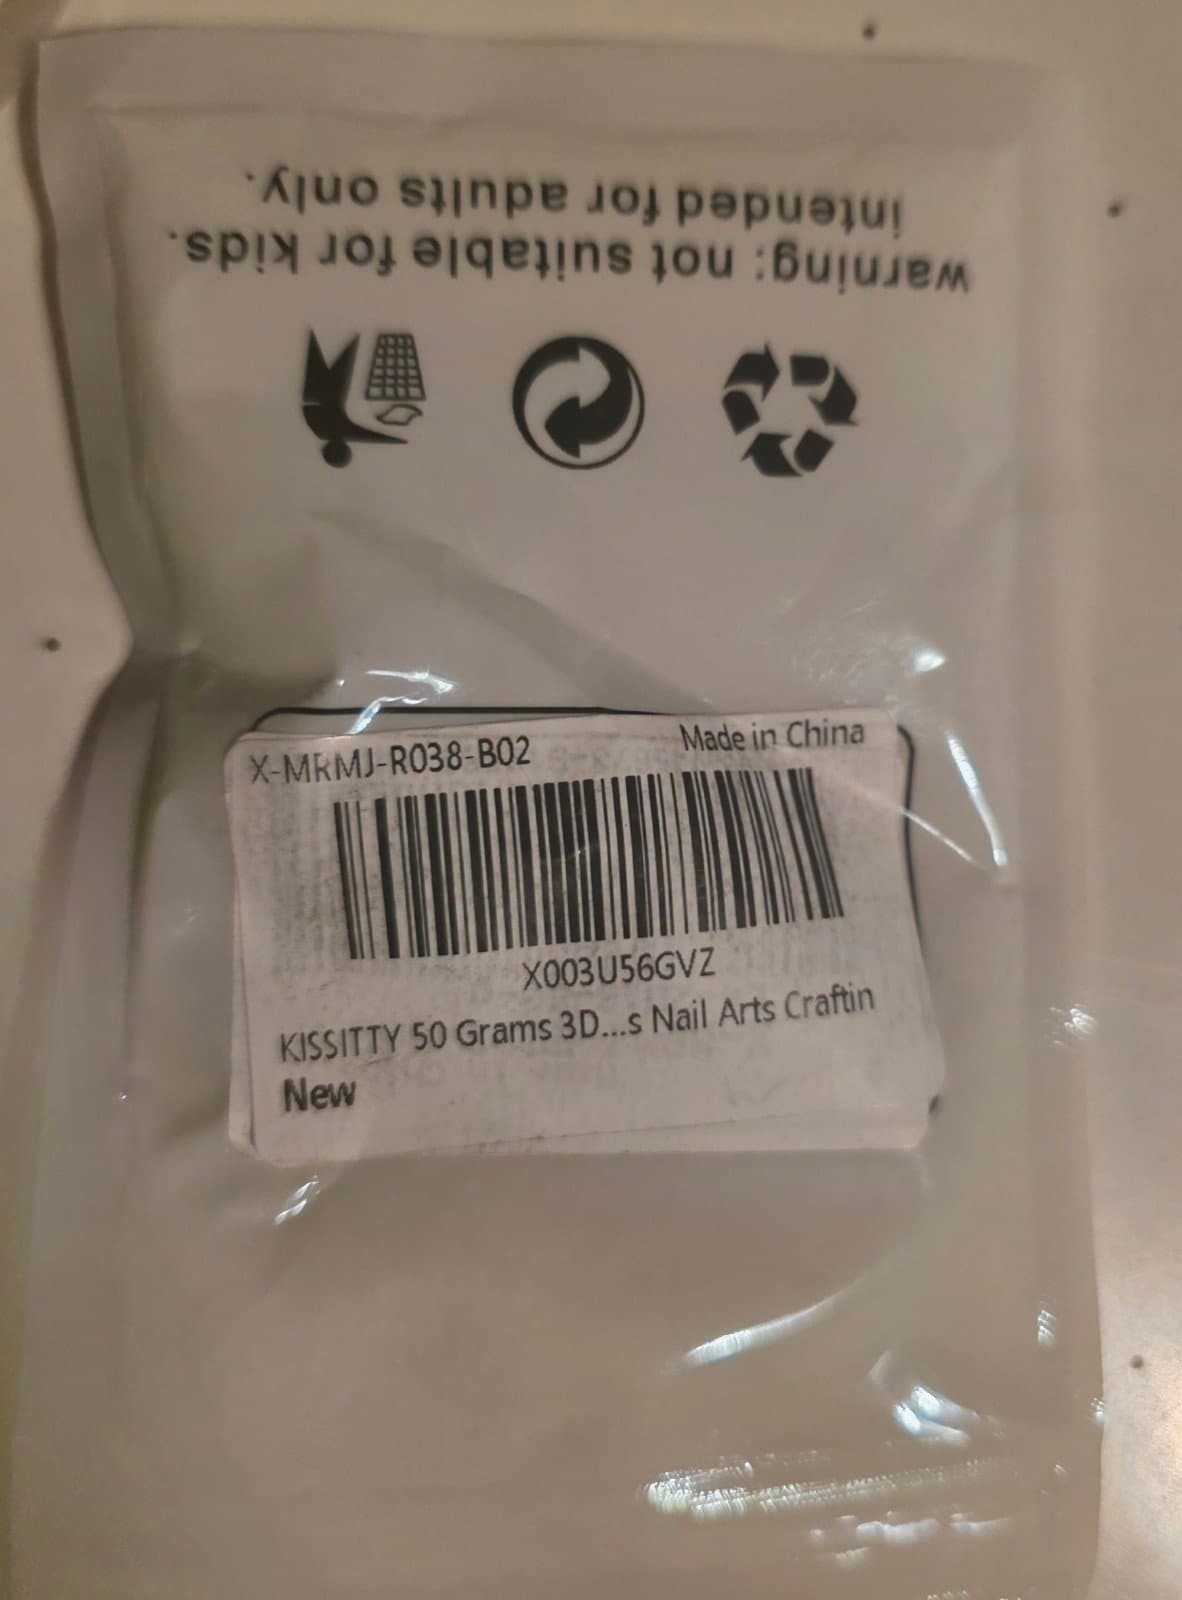 warning: not suitable for kids.
intended for adults only.
X-MRMJ-R038-B02
Made in China
X003U56GVZ
KISSITTY 50 Grams 3D...s Nail Arts Craftin
New